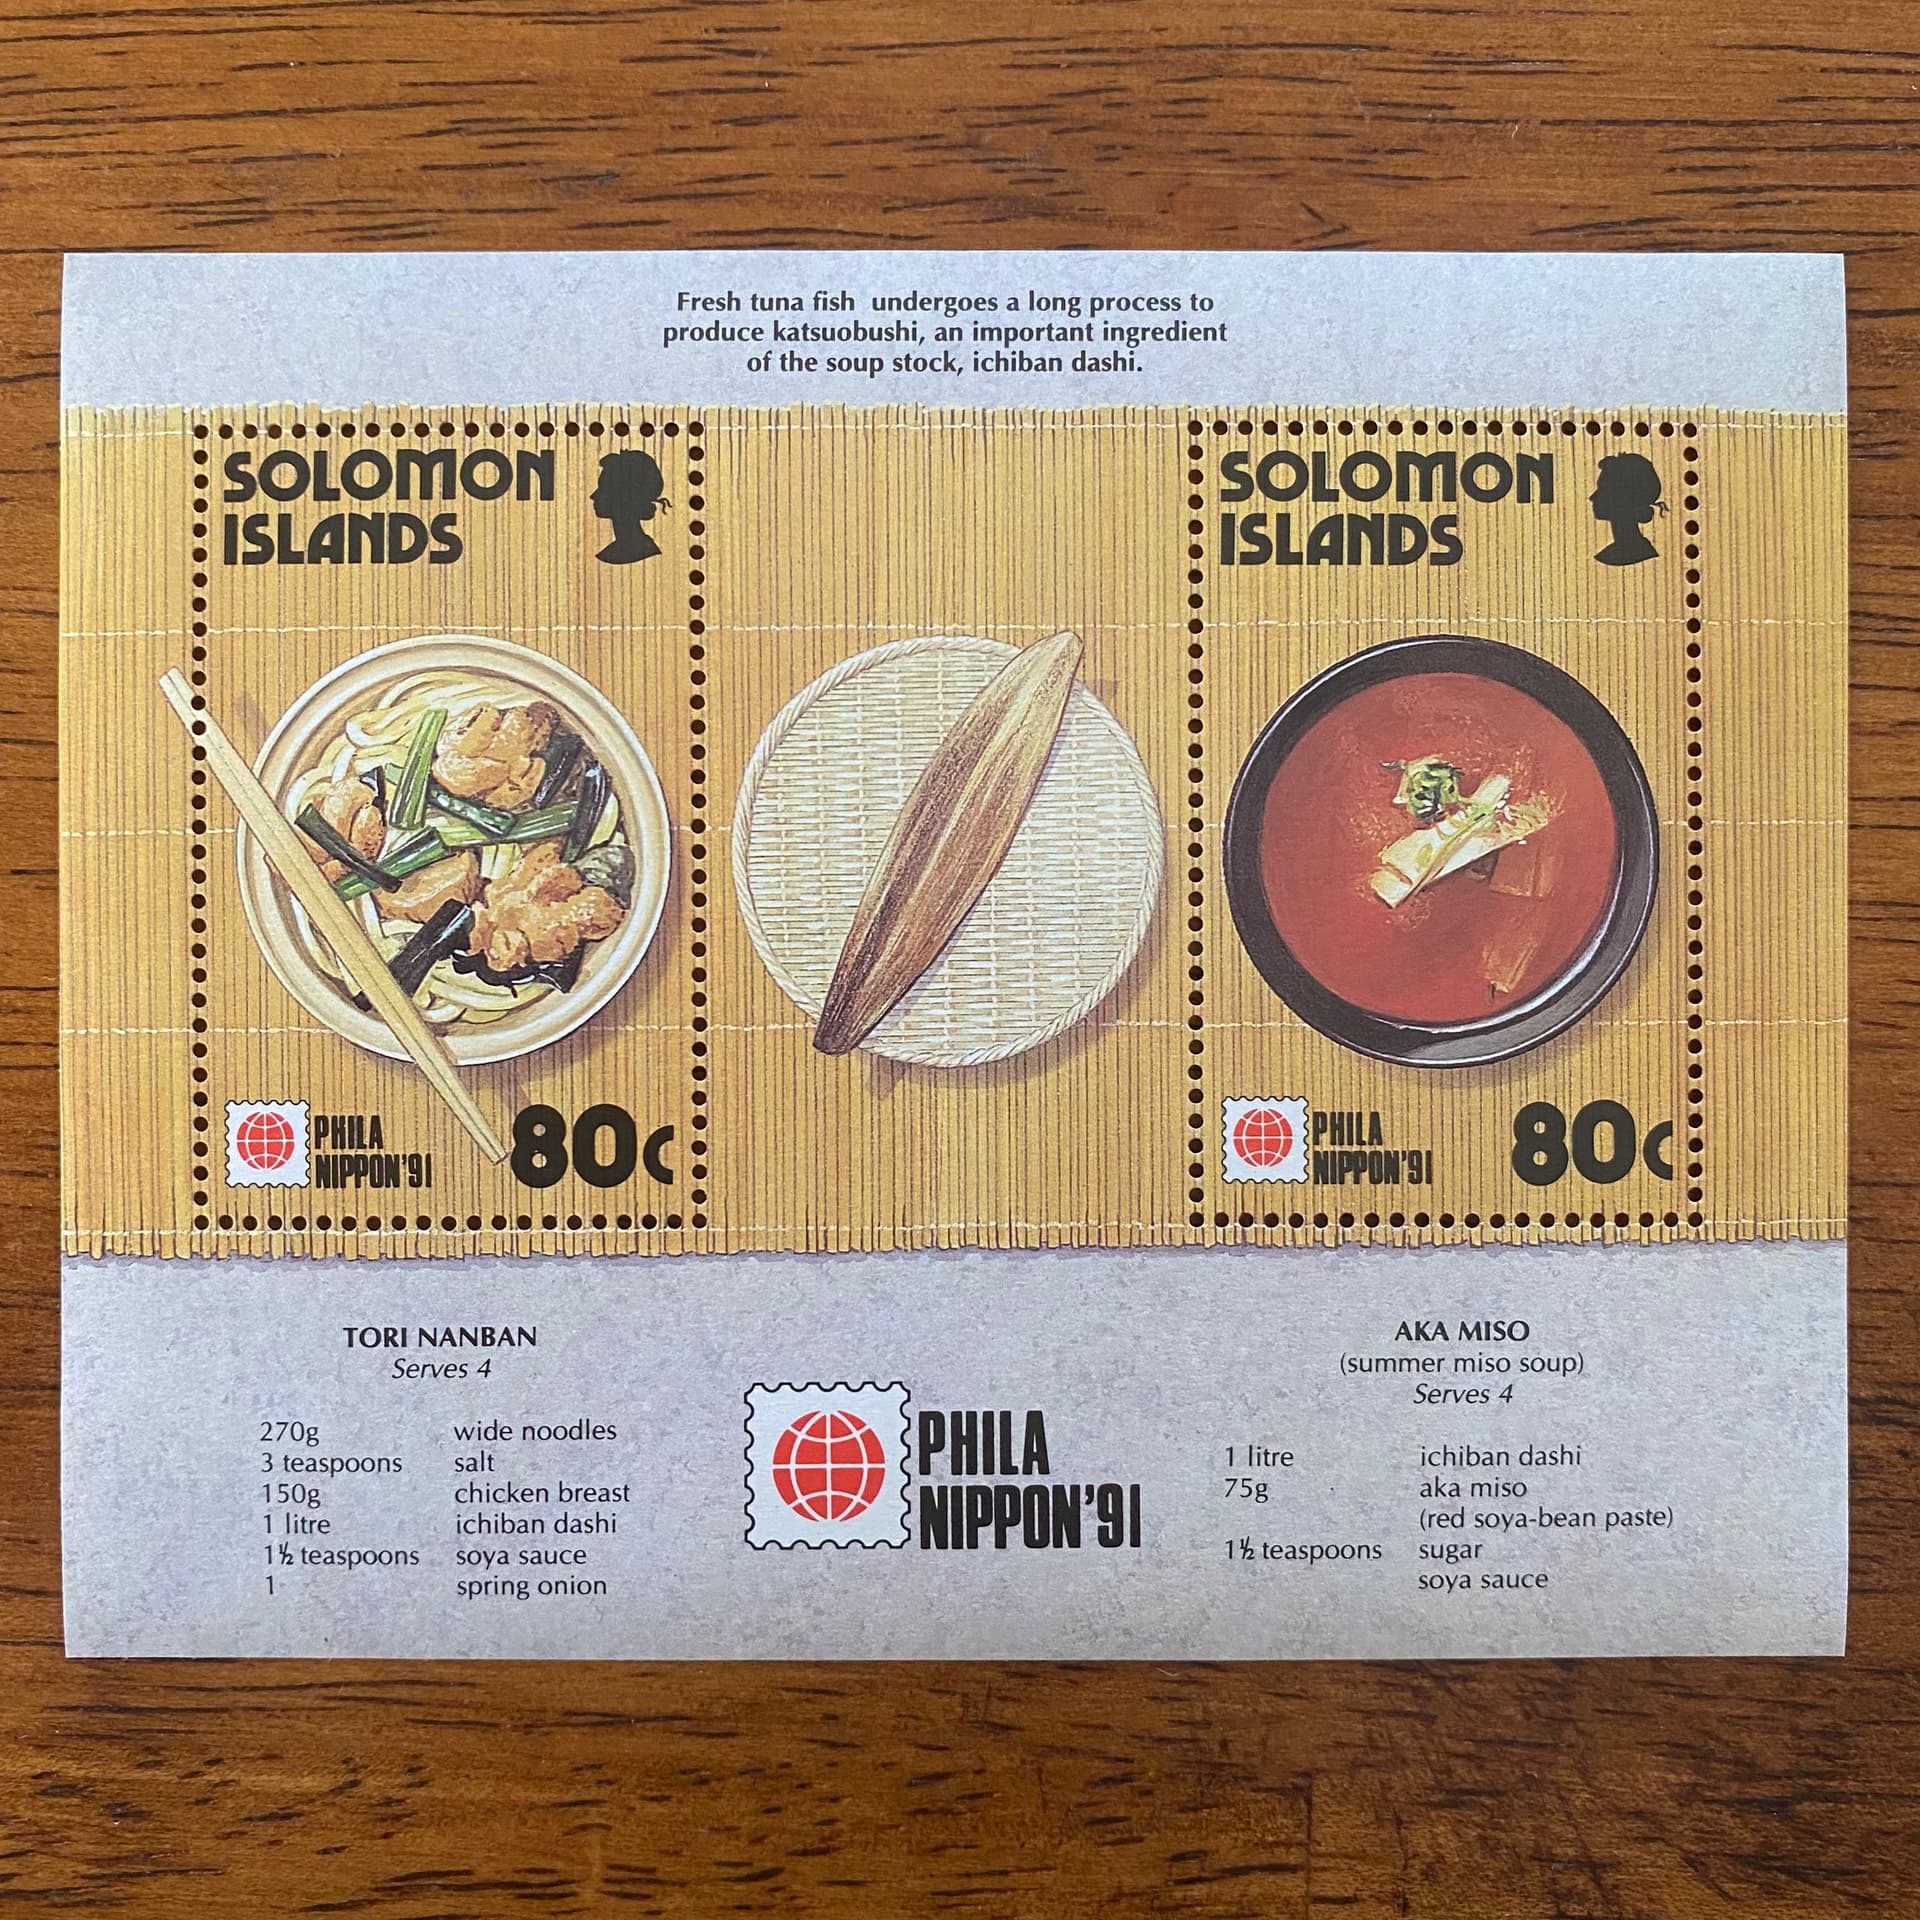 Fresh tuna fish undergoes a long process to
produce katsuobushi, an important ingredient
of the soup stock, ichiban dashi.
SOLOMON
ISLANDS
PHILA
NIPPON'91
80c
SOLOMON
ISLANDS
PHILA
NIPPON'91
80c
TORI NANBAN
Serves 4
270g wide noodles
3 teaspoons salt
150g chicken breast
1 litre ichiban dashi
1½ teaspoons soya sauce
1 spring onion
PHILA
NIPPON'91
AKA MISO
(summer miso soup)
Serves 4
1 litre ichiban dashi
75g aka miso
(red soya-bean paste)
1½ teaspoons sugar
soya sauce